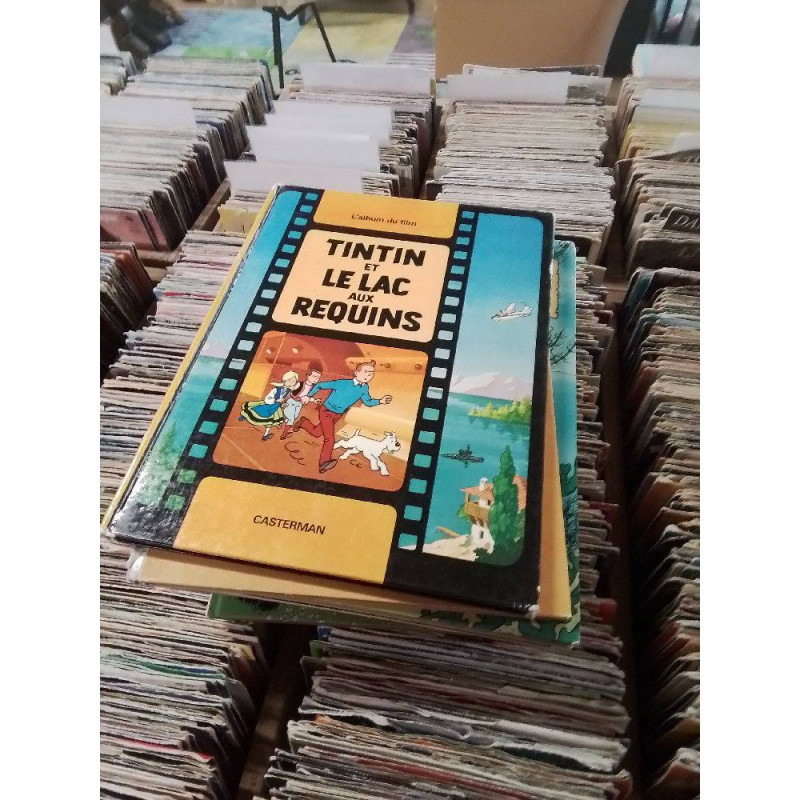 L'album du film
TINTIN
ET
LE LAC
AUX
REQUINS
CASTERMAN